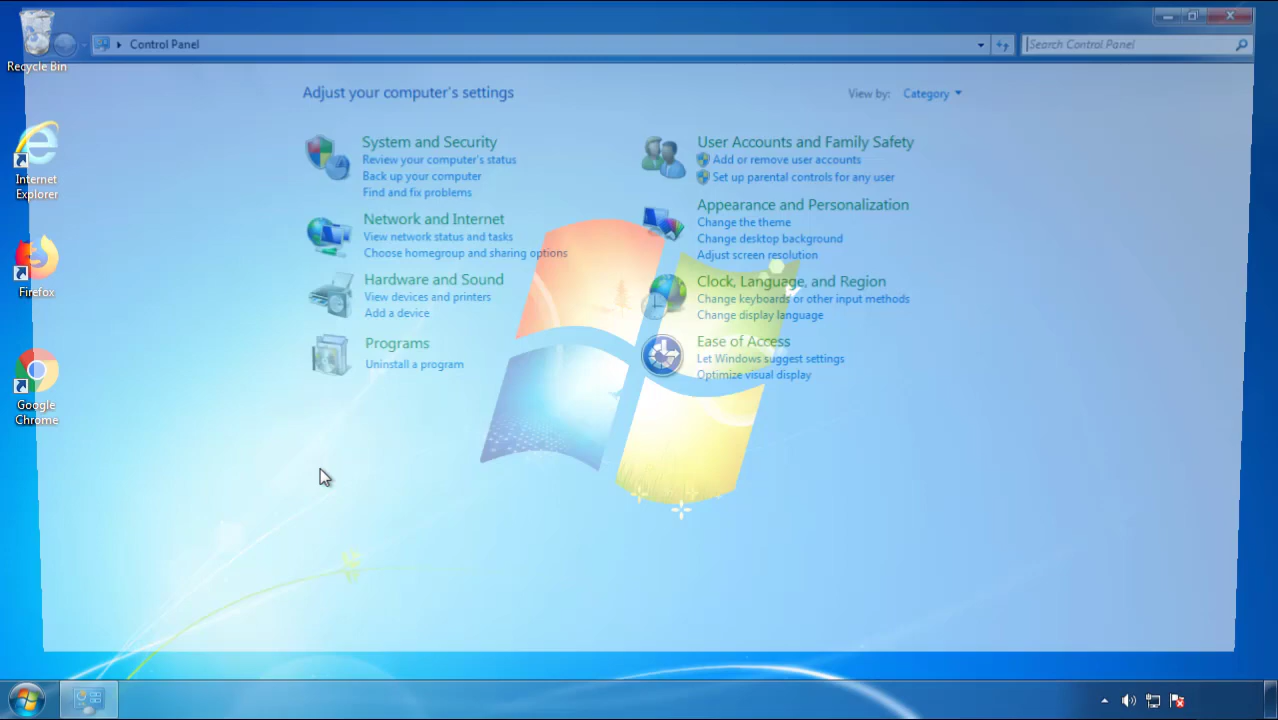 Recycle Bin
Internet Explorer
Firefox
Google Chrome
Control Panel
Search Control Panel
Adjust your computer's settings
View by: Category
System and Security
Review your computer's status
Back up your computer
Find and fix problems
Network and Internet
View network status and tasks
Choose homegroup and sharing options
Hardware and Sound
View devices and printers
Add a device
Programs
Uninstall a program
User Accounts and Family Safety
Add or remove user accounts
Set up parental controls for any user
Appearance and Personalization
Change the theme
Change desktop background
Adjust screen resolution
Clock, Language, and Region
Change keyboards or other input methods
Change display language
Ease of Access
Let Windows suggest settings
Optimize visual display